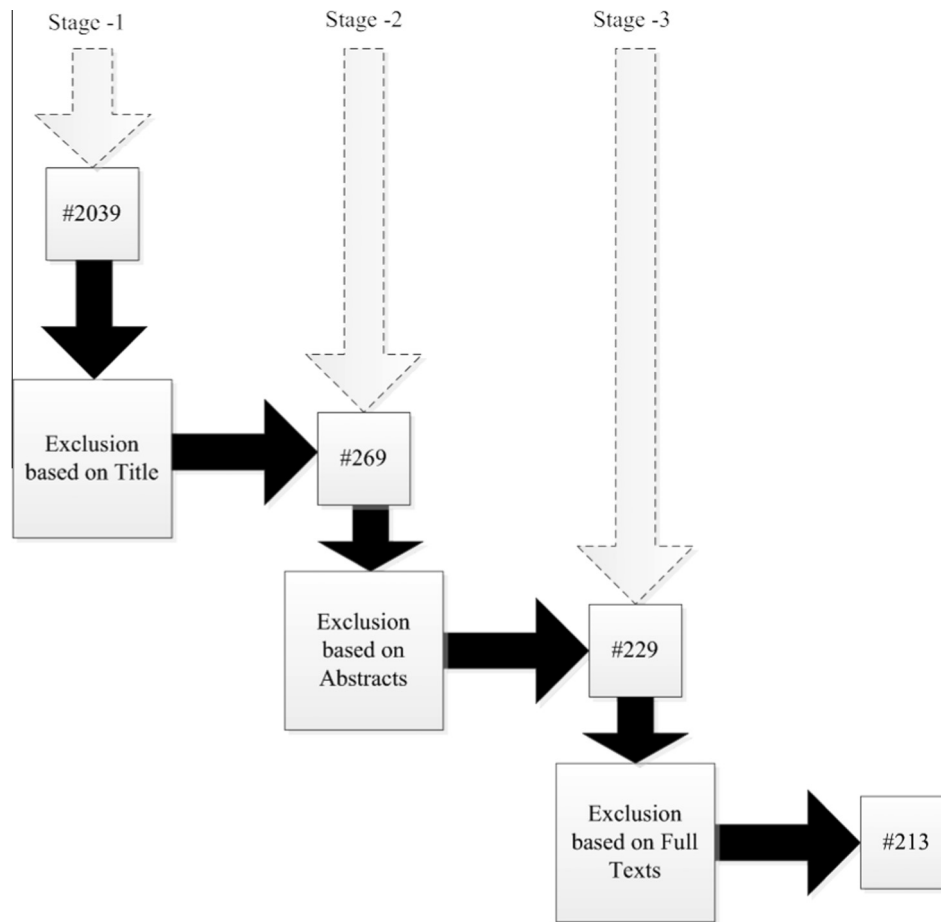 Stage -1
Stage -2
Stage -3
#2039
Exclusion
based on Title
#269
Exclusion
based on
Abstracts
#229
Exclusion
based on Full
Texts
#213